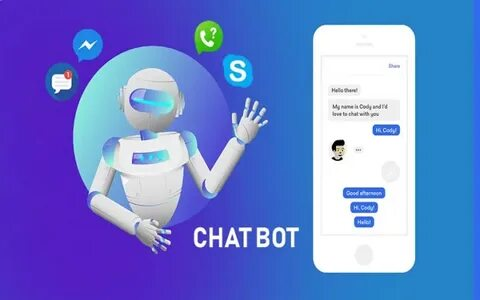 1
?
S
CHAT BOT
Share
Hello there!
My name is Cody and I'd
love to chat with you
Hi, Cody!
Good afternoon
Hi, Cody!
Hello!